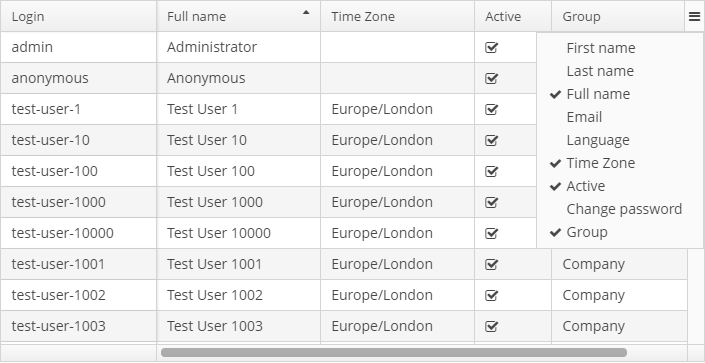 Login Full name Time Zone Active Group
admin Administrator
First name
anonymous Anonymous
Last name
Full name
test-user-1 Test User 1 Europe/London
Email
test-user-10 Test User 10 Europe/London
Language
test-user-100 Test User 100 Europe/London
Time Zone
Active
test-user-1000 Test User 1000 Europe/London
Change password
test-user-10000 Test User 10000 Europe/London
Group
test-user-1001 Test User 1001 Europe/London Company
test-user-1002 Test User 1002 Europe/London Company
test-user-1003 Test User 1003 Europe/London Company